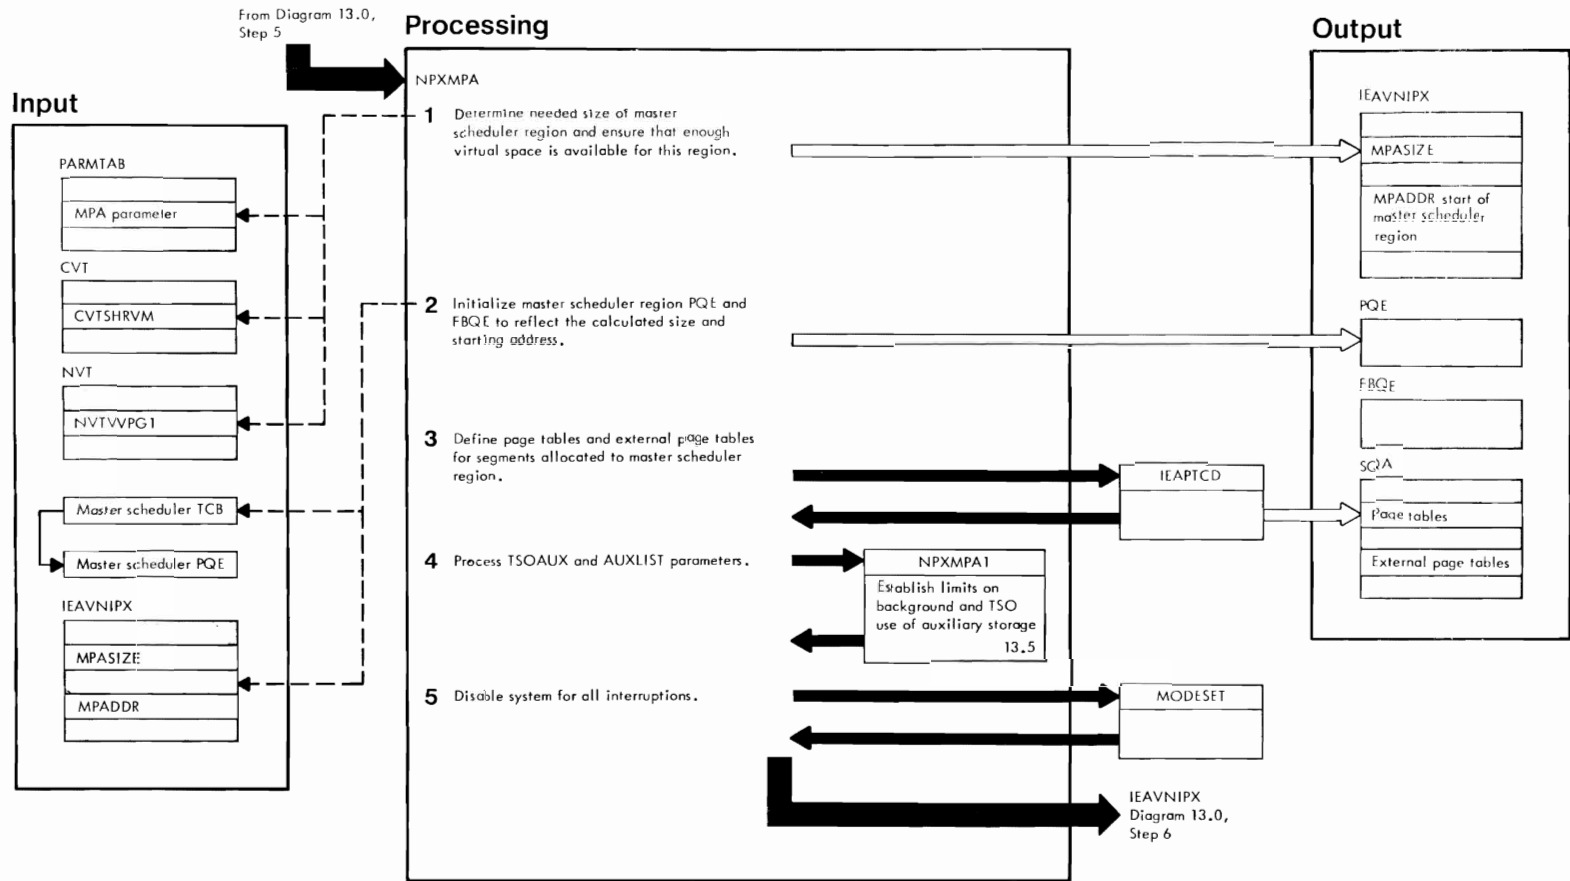 From Diagram 13.0,
Step 5
Processing
Output
Input
NPXMPA
1 Determine needed size of master
scheduler region and ensure that enough
virtual space is available for this region.
2 Initialize master scheduler region PQE and
FBQE to reflect the calculated size and
starting address.
3 Define page tables and external page tables
for segments allocated to master scheduler
region.
4 Process TSOAUX and AUXLIST parameters.
5 Disable system for all interruptions.
PARMTAB
MPA parameter
CVT
CVTSHRVM
NVT
NVTVVPG1
Master scheduler TCB
Master scheduler PQE
IEAVNIPX
MPASIZE
MPADDR
IEAPTCD
NPXMPA1
Establish limits on
background and TSO
use of auxiliary storage
13.5
MODESET
IEAVNIPX
Diagram 13.0,
Step 6
IEAVNIPX
MPASIZE
MPADDR start of
master scheduler
region
PQE
FBQE
SQA
Page tables
External page tables